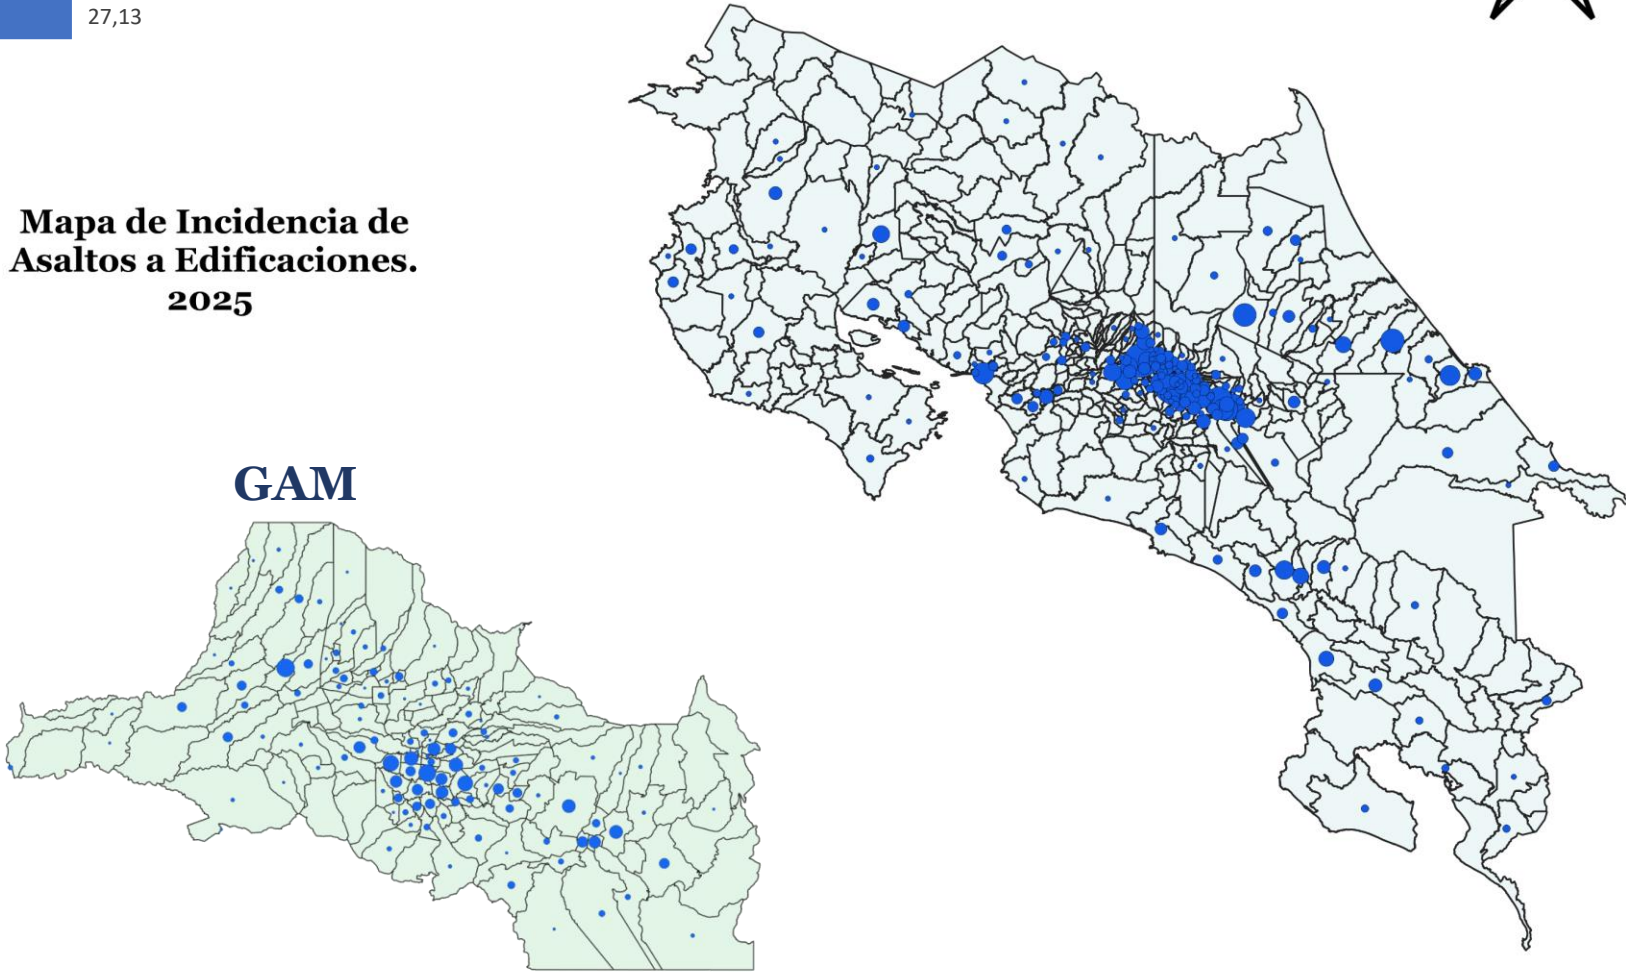 27,13
Mapa de Incidencia de
Asaltos a Edificaciones.
2025
GAM